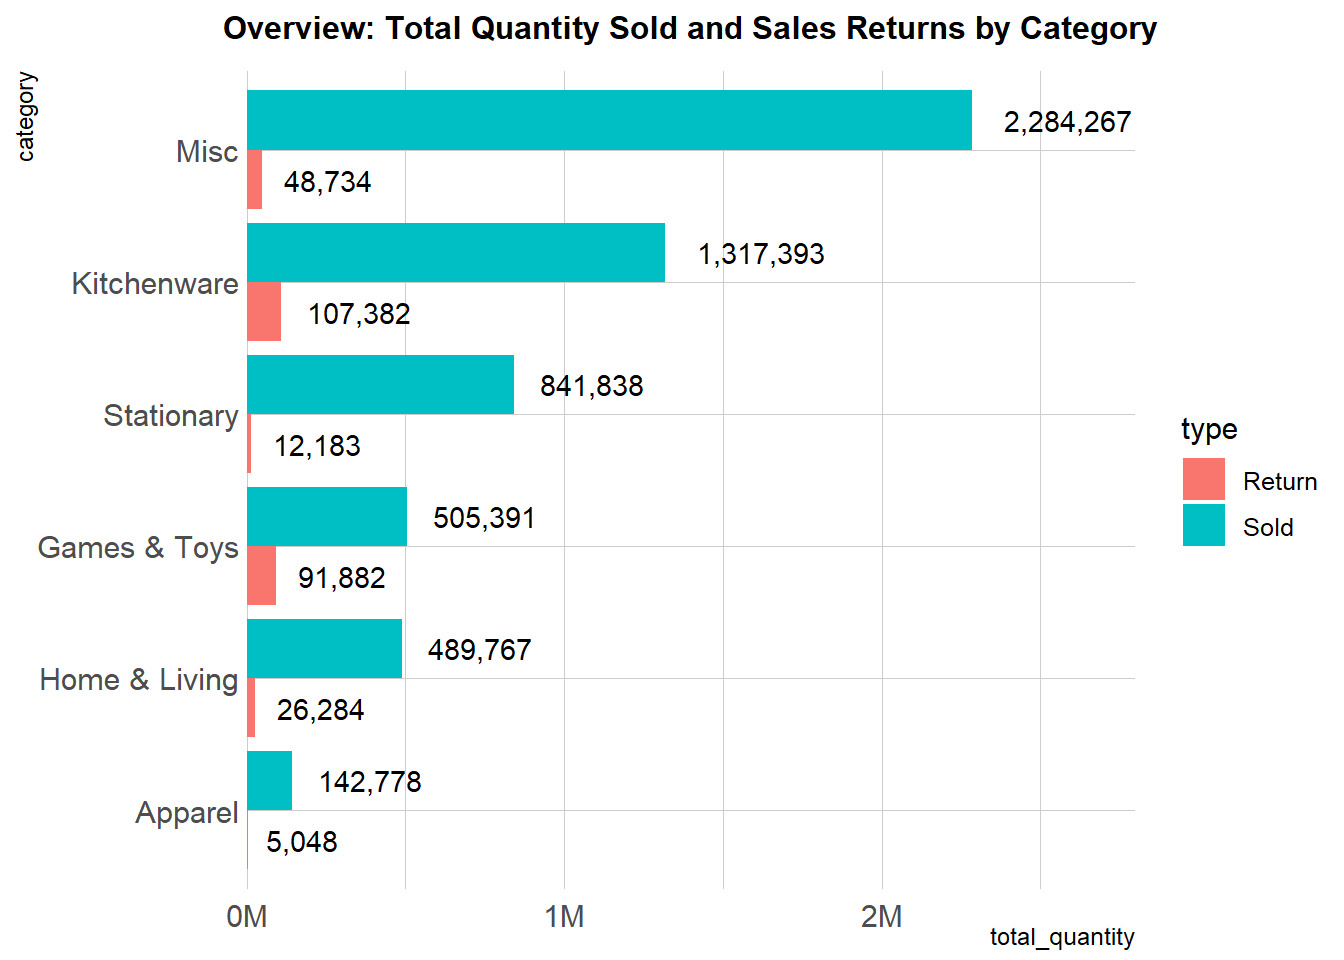 Overview: Total Quantity Sold and Sales Returns by Category
category
Misc
2,284,267
48,734
Kitchenware
1,317,393
107,382
Stationary
841,838
12,183
Games & Toys
505,391
91,882
Home & Living
489,767
26,284
Apparel
142,778
5,048
0M 1M 2M
total_quantity
type
Return
Sold